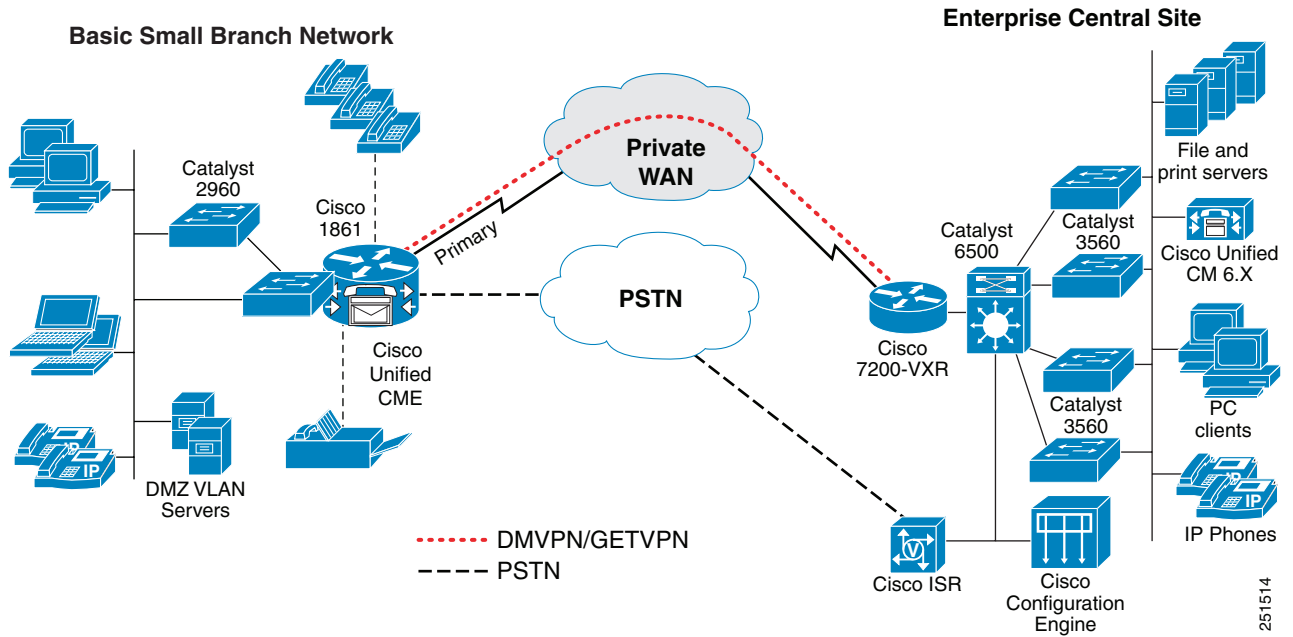 Basic Small Branch Network
Enterprise Central Site
Catalyst
2960
Cisco
1861
Primary
Private
WAN
PSTN
Cisco
Unified
CME
IP
IP
DMZ VLAN
Servers
DMVPN/GETVPN
PSTN
Cisco
7200-VXR
Catalyst
6500
Catalyst
3560
Catalyst
3560
File and
print servers
Cisco Unified
CM 6.X
PC
clients
IP
IP
IP Phones
V
Cisco ISR
Cisco
Configuration
Engine
251514